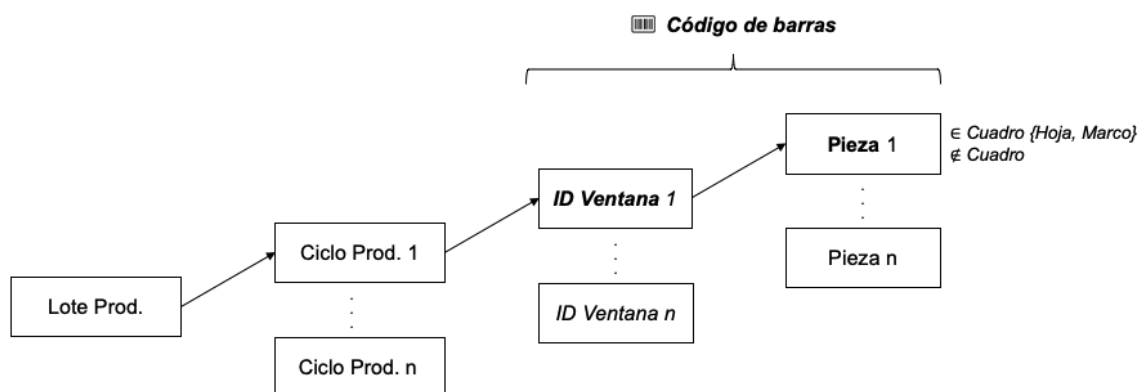 Código de barras
Pieza 1
∈ Cuadro {Hoja, Marco}
∉ Cuadro
ID Ventana 1
Ciclo Prod. 1
Pieza n
Lote Prod.
ID Ventana n
Ciclo Prod. n